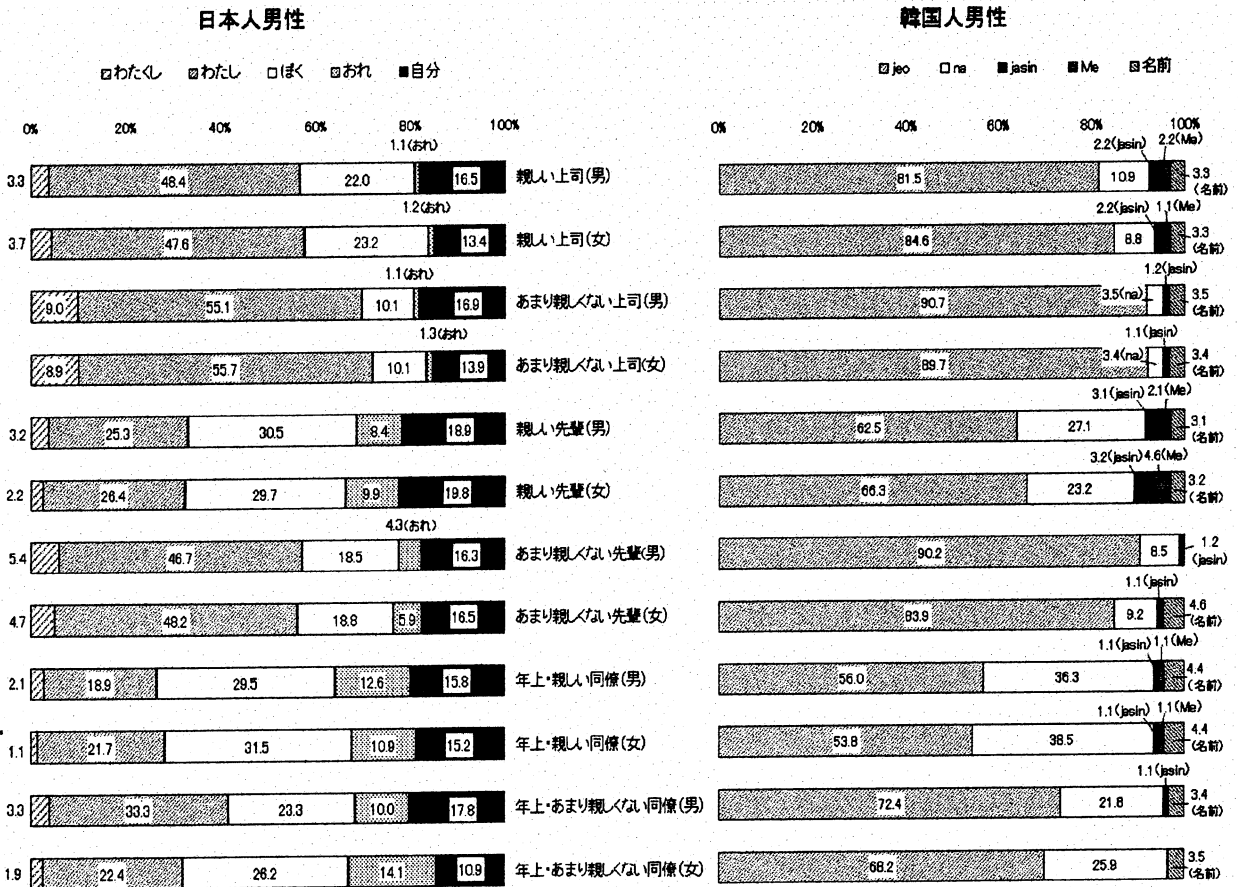 日本人男性
韓国人男性
わたくし わたし ぼく おれ 自分
jeo na jasin Me 名前
0% 20% 40% 60% 80% 100%
0% 20% 40% 60% 80% 100%
1.1(おれ)
2.2(jasin) 2.2(Me)
3.3 48.4 22.0 16.5 親しい上司(男) 81.5 10.9 3.3
(名前)
1.2(おれ)
2.2(jasin) 1.1(Me)
3.7 47.6 23.2 13.4 親しい上司(女) 84.6 8.8 3.3
(名前)
1.1(おれ)
1.2(jasin)
9.0 55.1 10.1 16.9 あまり親しくない上司(男) 90.7 3.5(na) 3.5
(名前)
1.3(おれ)
1.1(jasin)
8.9 55.7 10.1 13.9 あまり親しくない上司(女) 89.7 3.4(na) 3.4
(名前)
3.1(jasin) 2.1(Me)
3.2 25.3 30.5 8.4 18.9 親しい先輩(男) 62.5 27.1 3.1
(名前)
3.2(jasin) 4.6(Me)
2.2 26.4 29.7 9.9 19.8 親しい先輩(女) 66.3 23.2 3.2
(名前)
4.3(おれ)
5.4 46.7 18.5 16.3 あまり親しくない先輩(男) 90.2 8.5 1.2
(jasin)
1.1(jasin)
4.7 48.2 18.8 5.9 16.5 あまり親しくない先輩(女) 83.9 9.2 4.6
(名前)
1.1(jasin) 1.1(Me)
2.1 18.9 29.5 12.6 15.8 年上・親しい同僚(男) 56.0 36.3 4.4
(名前)
1.1(jasin) 1.1(Me)
1.1 21.7 31.5 10.9 15.2 年上・親しい同僚(女) 53.8 38.5 4.4
(名前)
1.1(jasin)
3.3 33.3 23.3 10.0 17.8 年上・あまり親しくない同僚(男) 72.4 21.8 3.4
(名前)
1.9 22.4 26.2 14.1 10.9 年上・あまり親しくない同僚(女) 68.2 25.9 3.5
(名前)